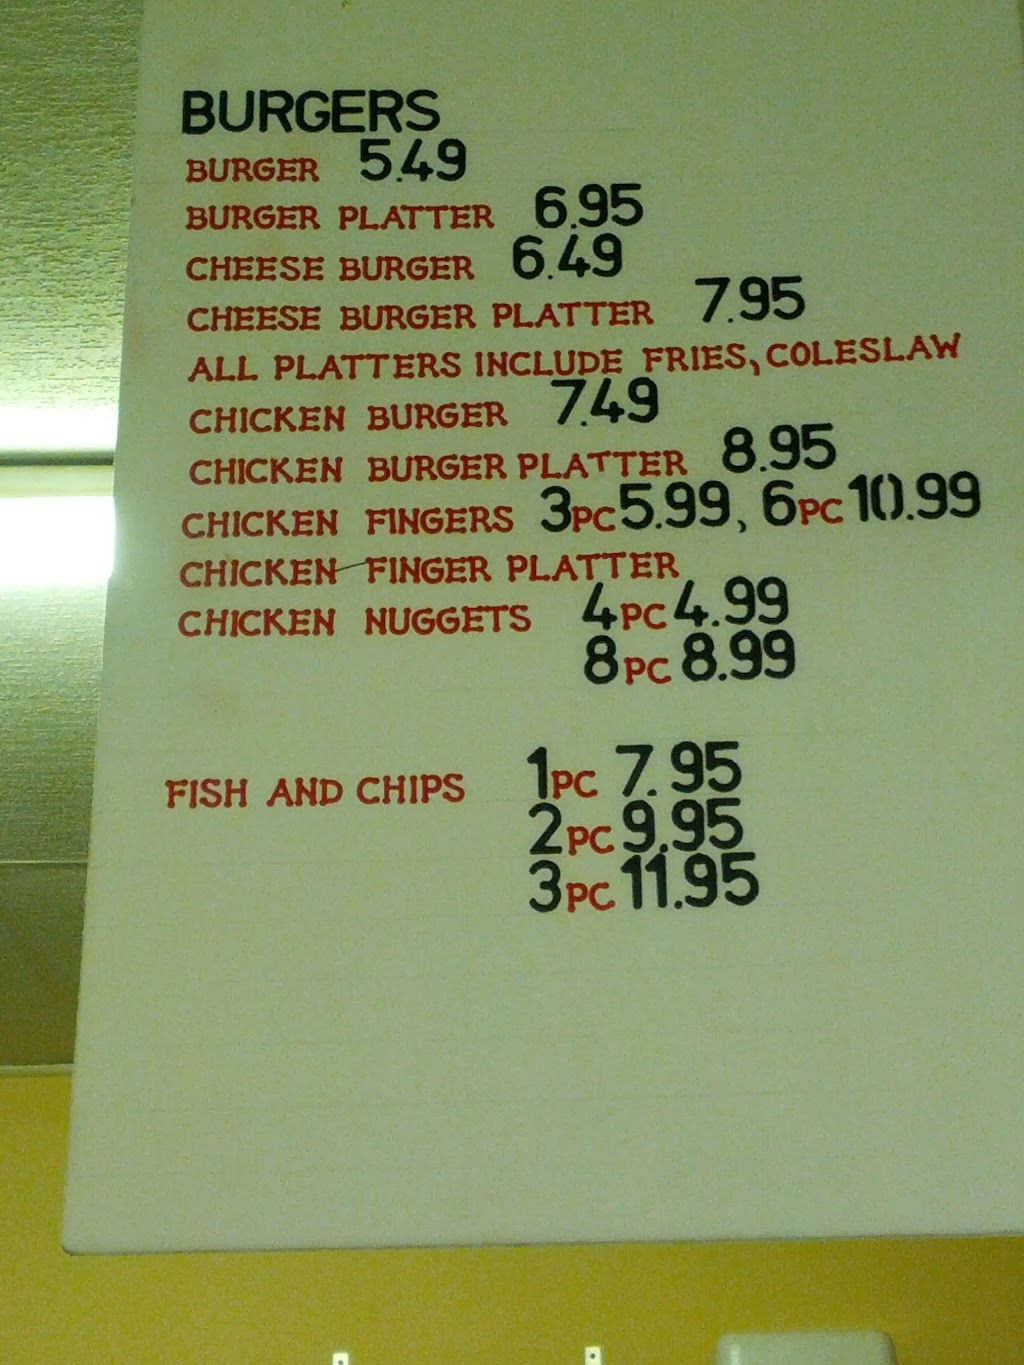 BURGERS
BURGER 5.49
BURGER PLATTER 6.95
CHEESE BURGER 6.49
CHEESE BURGER PLATTER 7.95
ALL PLATTERS INCLUDE FRIES, COLESLAW
CHICKEN BURGER 7.49
CHICKEN BURGER PLATTER 8.95
CHICKEN FINGERS 3PC 5.99, 6PC 10.99
CHICKEN FINGER PLATTER
CHICKEN NUGGETS 4PC 4.99
8PC 8.99
FISH AND CHIPS 1PC 7.95
2PC 9.95
3PC 11.95